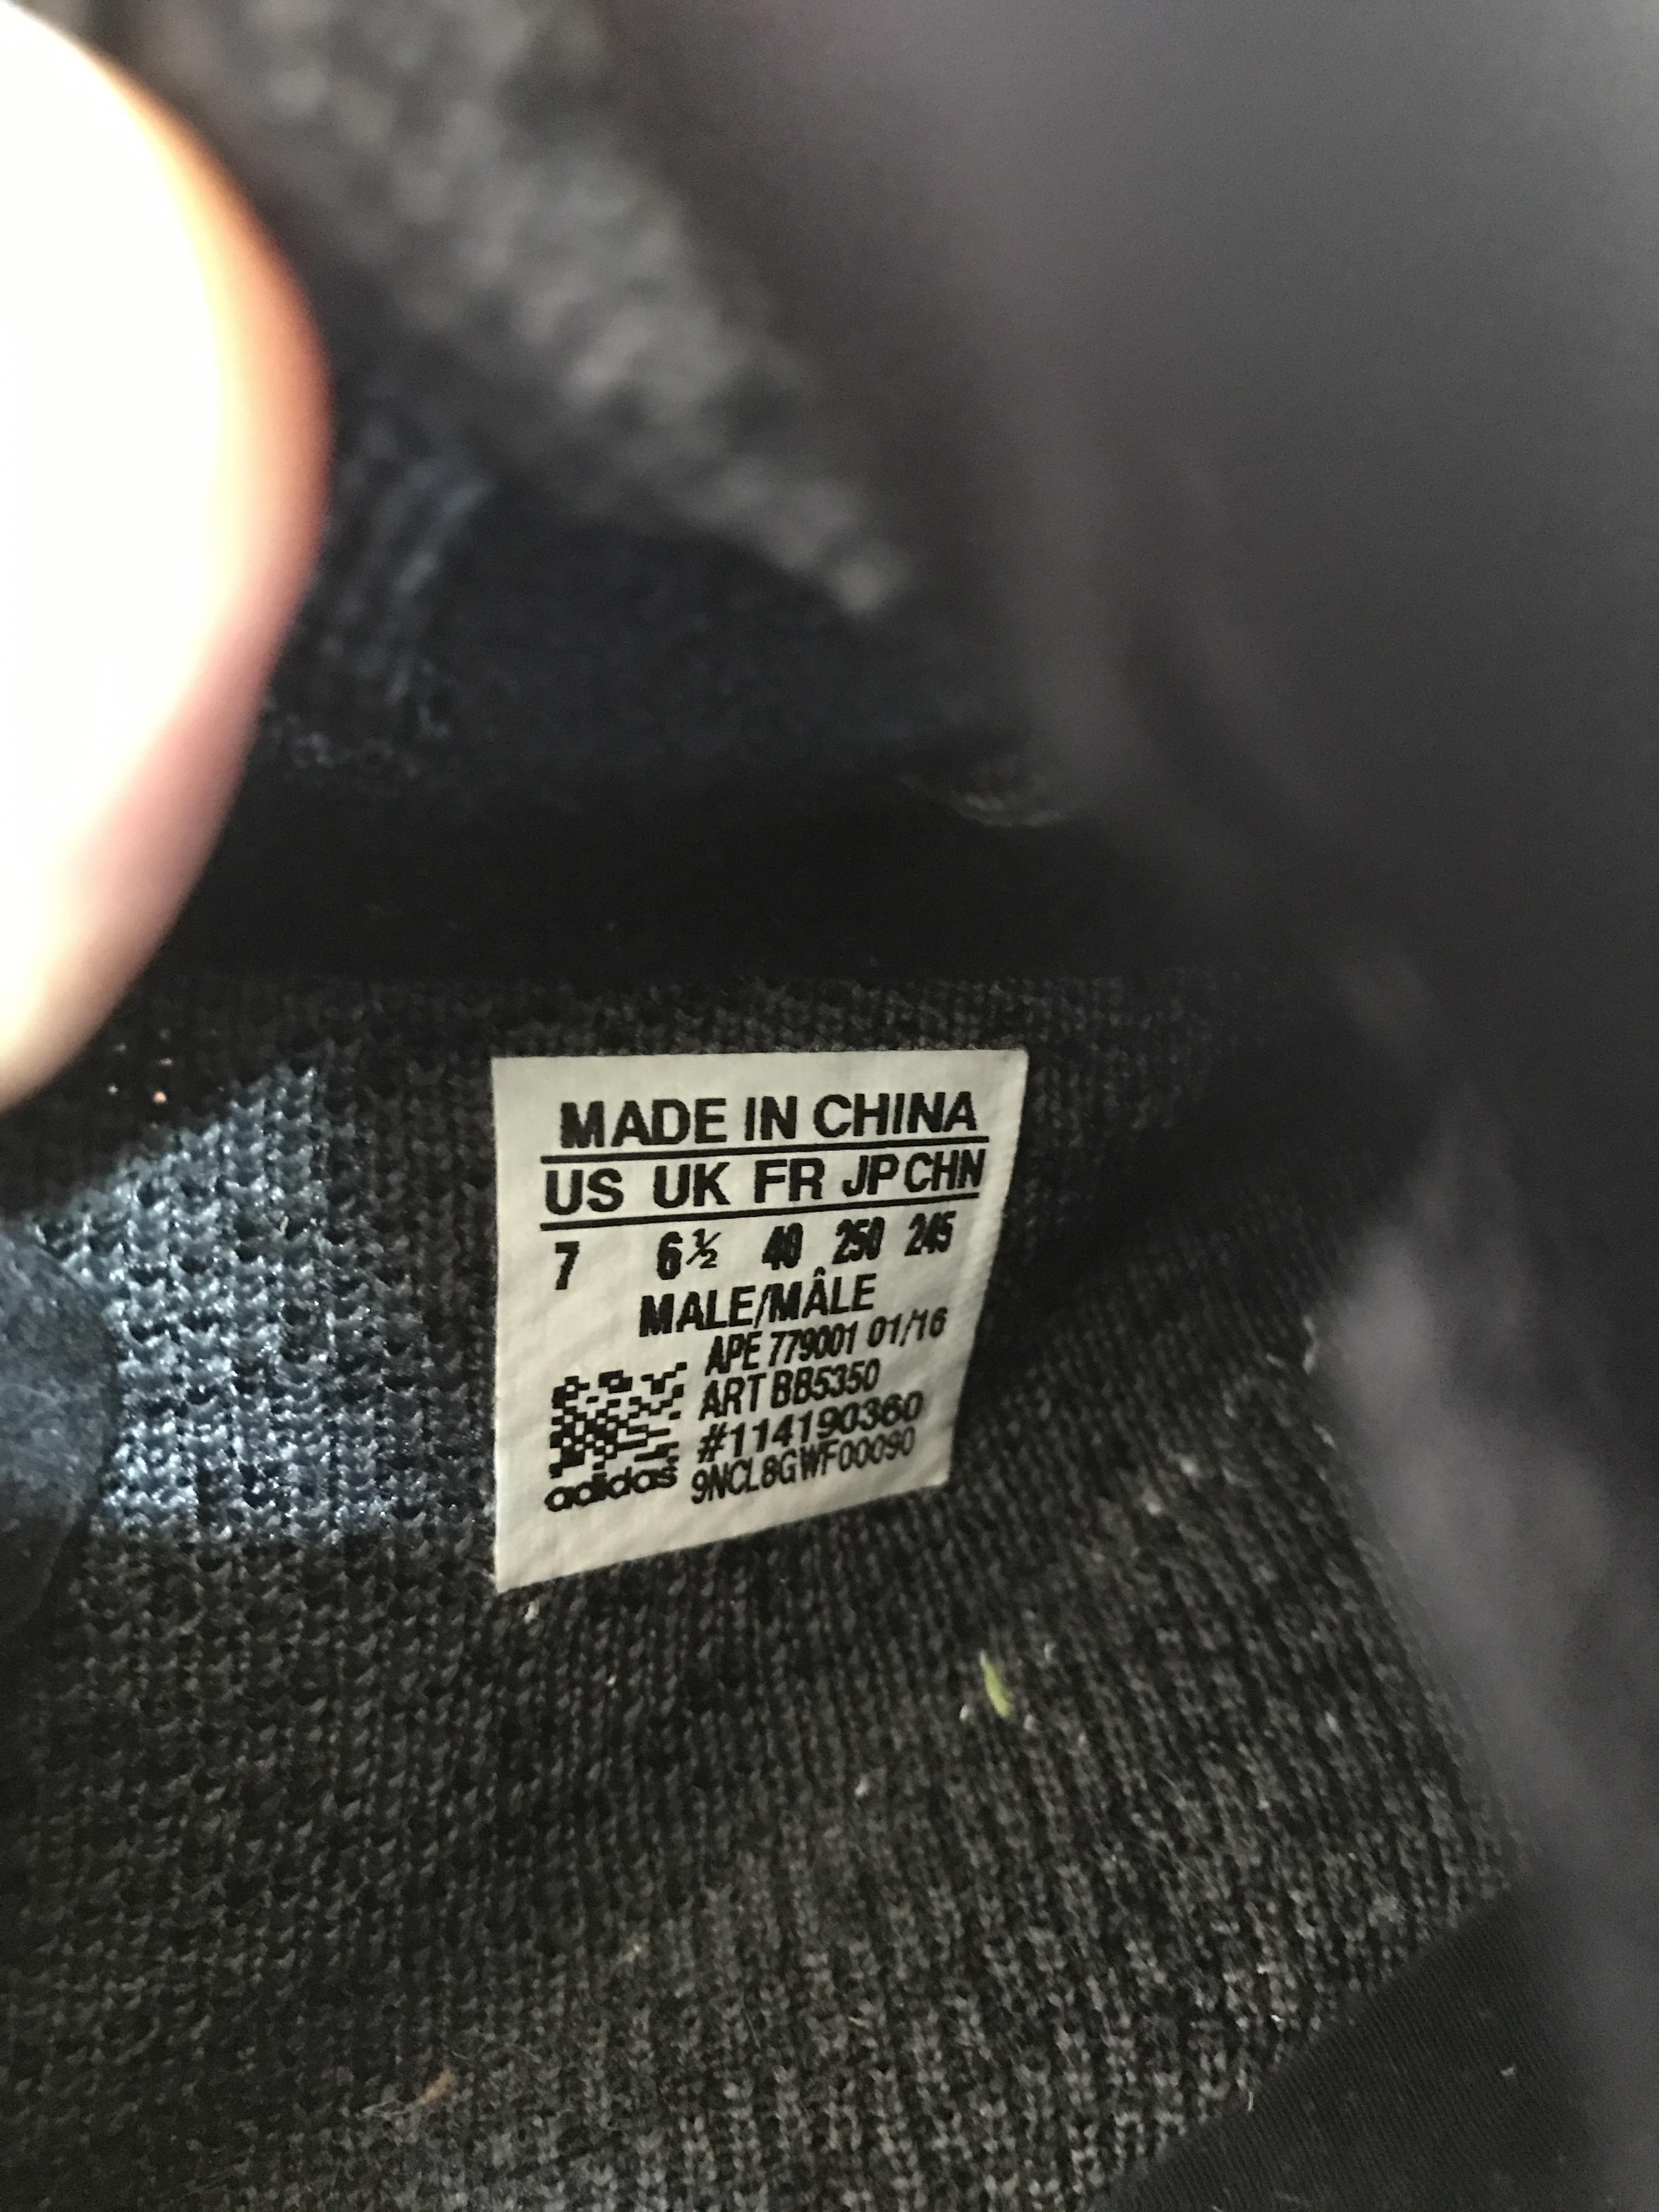 MADE IN CHINA
US UK FR JP CHN
7 6½ 40 250 245
MALE/MÂLE
APE 779001 01/16
ART BB5350
#114190360
adidas 9NCL8GWF00090